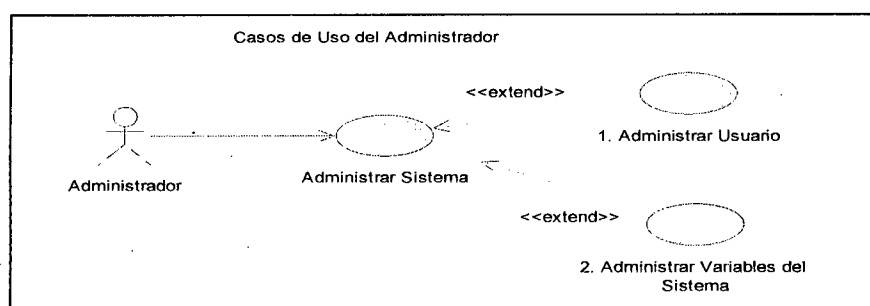 Casos de Uso del Administrador
<<extend>>
1. Administrar Usuario
Administrador
Administrar Sistema
<<extend>>
2. Administrar Variables del
Sistema